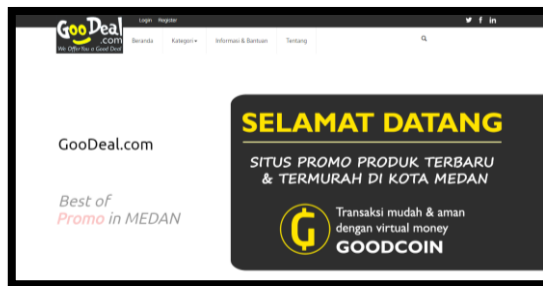 Login Register
GooDeal
.com
We Offer You a Good Deal
Beranda Kategori Informasi & Bantuan Tentang
GooDeal.com
Best of
Promo in MEDAN
SELAMAT DATANG
SITUS PROMO PRODUK TERBARU
& TERMURAH DI KOTA MEDAN
Transaksi mudah & aman
dengan virtual money
GOODCOIN